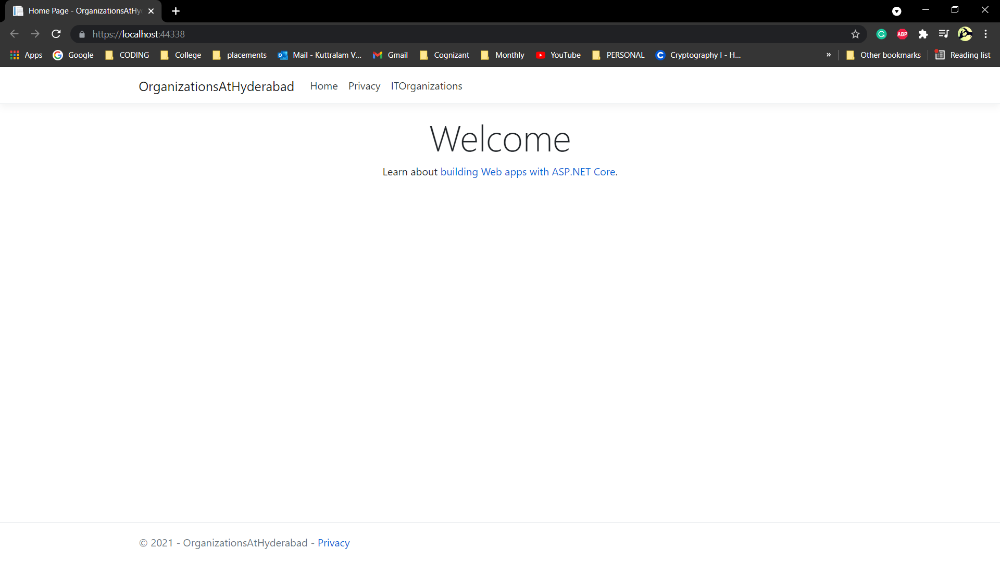 Home Page - OrganizationsAtHy
https://localhost:44338
ABP
Apps Google CODING College placements Mail - Kuttralam V... Gmail Cognizant Monthly YouTube PERSONAL Cryptography I - H... » Other bookmarks Reading list
OrganizationsAtHyderabad Home Privacy ITOrganizations
Welcome
Learn about building Web apps with ASP.NET Core.
© 2021 - OrganizationsAtHyderabad - Privacy